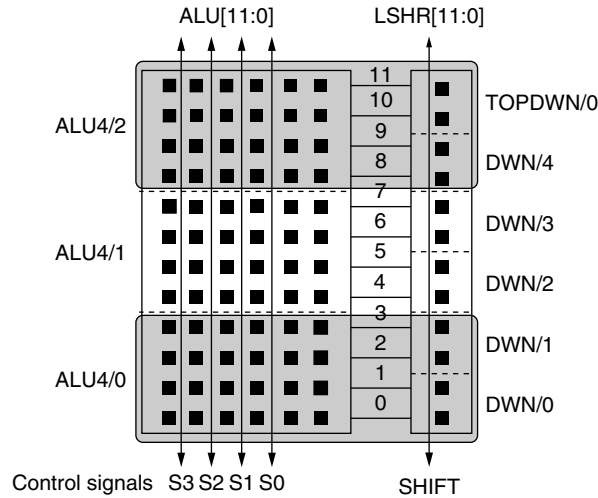 ALU[11:0] LSHR[11:0]
11
10
9
8
7
6
5
4
3
2
1
0
ALU4/2
ALU4/1
ALU4/0
TOPDWN/0
DWN/4
DWN/3
DWN/2
DWN/1
DWN/0
Control signals S3 S2 S1 S0 SHIFT